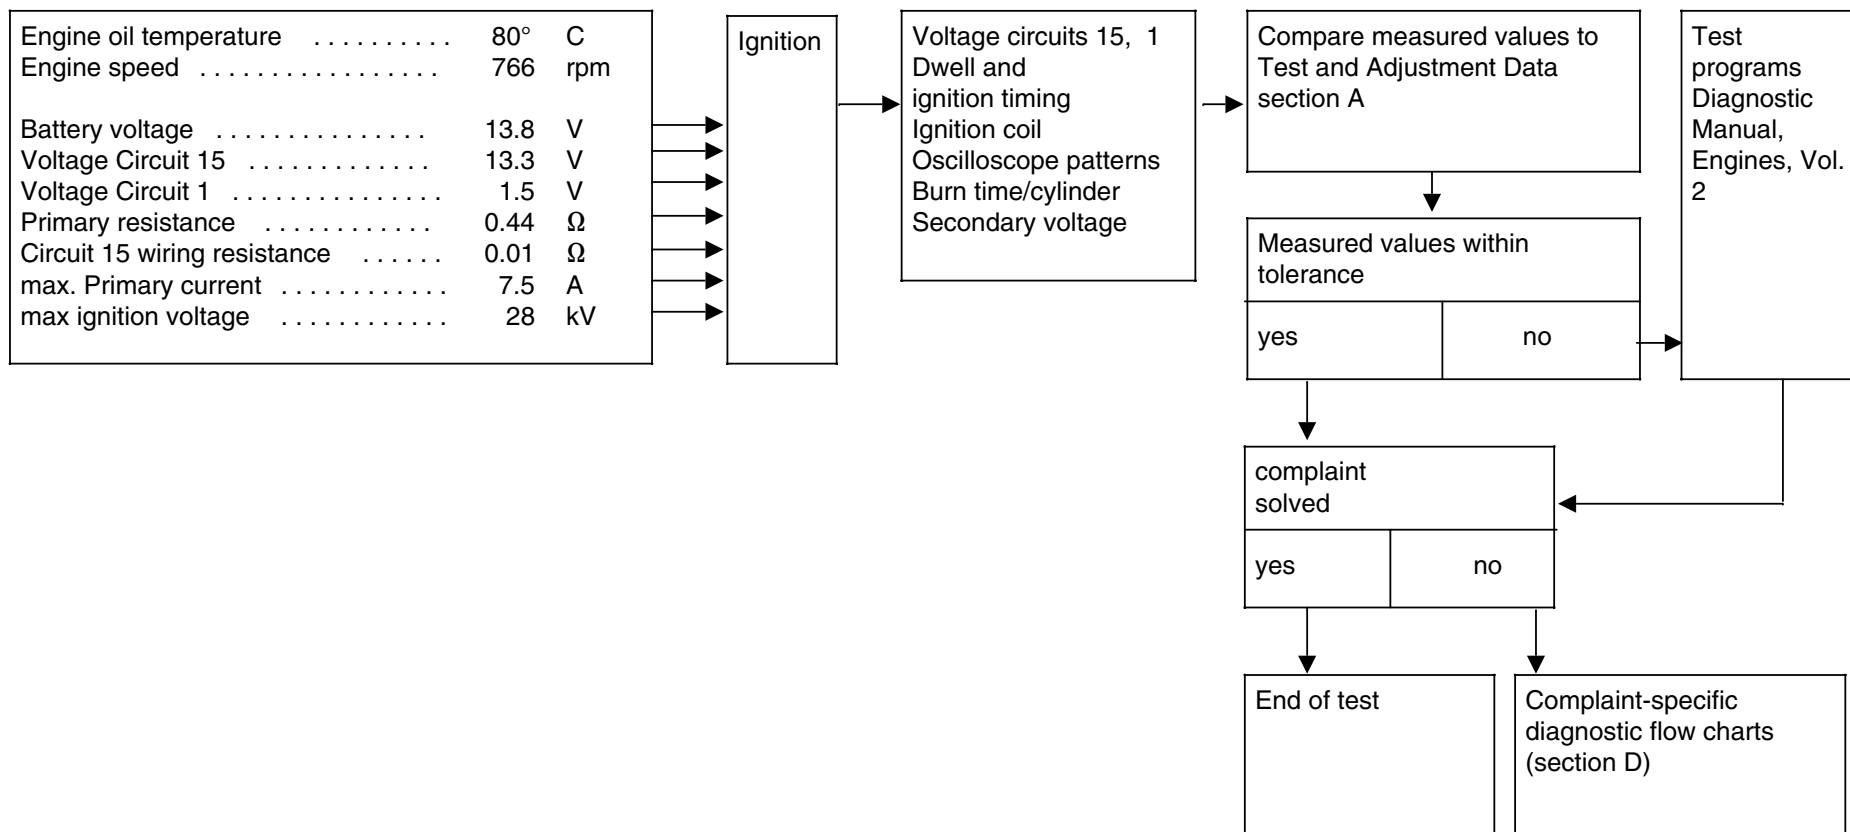 Engine oil temperature . . . . . . . . . . 80° C
Engine speed . . . . . . . . . . . . . . . . . 766 rpm
Battery voltage . . . . . . . . . . . . . . . 13.8 V
Voltage Circuit 15 . . . . . . . . . . . . . 13.3 V
Voltage Circuit 1 . . . . . . . . . . . . . . . 1.5 V
Primary resistance . . . . . . . . . . . . 0.44 Ω
Circuit 15 wiring resistance . . . . . . 0.01 Ω
max. Primary current . . . . . . . . . . . . 7.5 A
max ignition voltage . . . . . . . . . . . . 28 kV
Ignition
Voltage circuits 15, 1
Dwell and
ignition timing
Ignition coil
Oscilloscope patterns
Burn time/cylinder
Secondary voltage
Compare measured values to
Test and Adjustment Data
section A
Measured values within
tolerance
yes no
Test
programs
Diagnostic
Manual,
Engines, Vol.
2
complaint
solved
yes no
End of test
Complaint-specific
diagnostic flow charts
(section D)